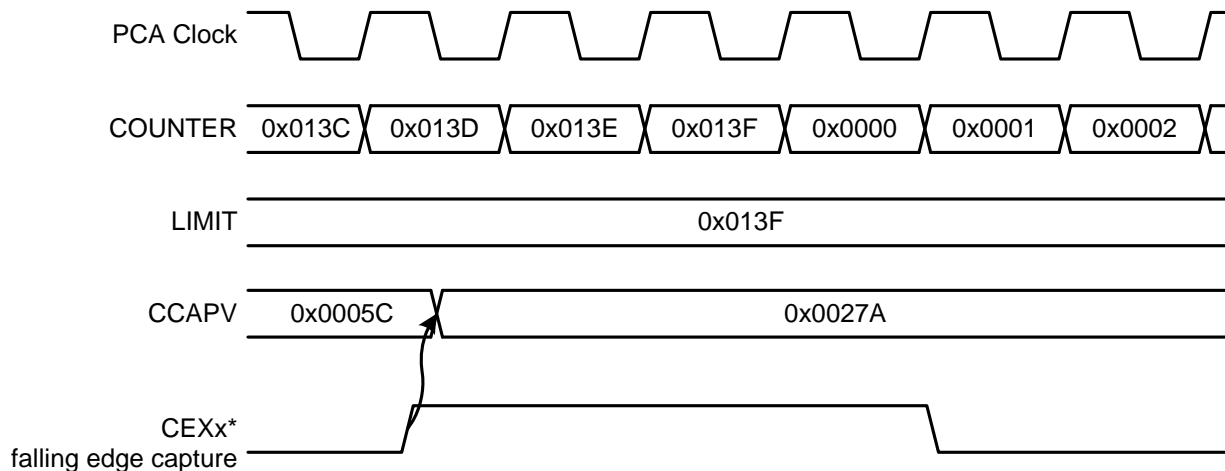 PCA Clock
COUNTER 0x013C 0x013D 0x013E 0x013F 0x0000 0x0001 0x0002
LIMIT 0x013F
CCAPV 0x0005C 0x0027A
CEXx*
falling edge capture